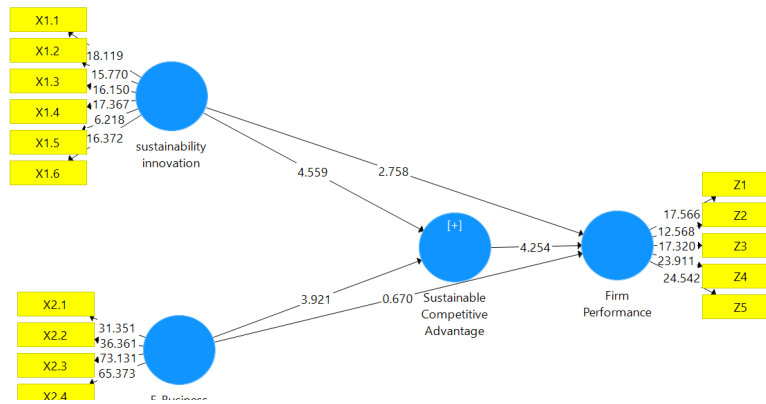 X1.1
X1.2
X1.3
X1.4
X1.5
X1.6
18.119
15.770
16.150
17.367
6.218
16.372
sustainability
innovation
4.559
2.758
[+]
Sustainable
Competitive
Advantage
4.254
3.921
0.670
Firm
Performance
17.566
12.568
17.320
23.911
24.542
Z1
Z2
Z3
Z4
Z5
X2.1
X2.2
X2.3
X2.4
31.351
36.361
73.131
65.373
E-Business